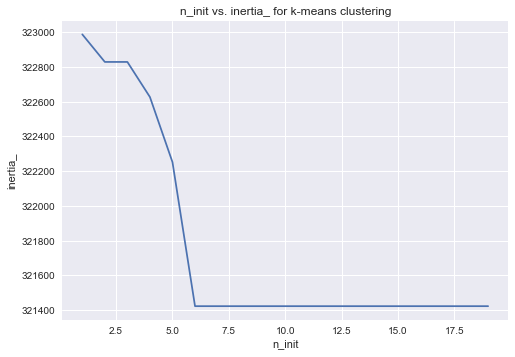 n_init vs. inertia_ for k-means clustering
323000
322800
322600
322400
322200
322000
321800
321600
321400
inertia_
2.5 5.0 7.5 10.0 12.5 15.0 17.5
n_init